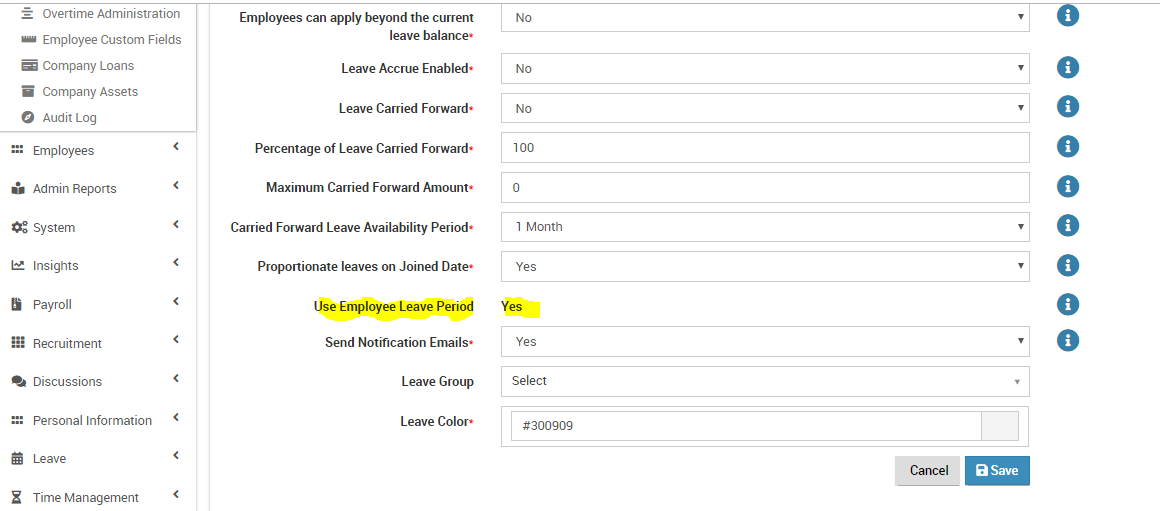 Overtime Administration
Employee Custom Fields
Company Loans
Company Assets
Audit Log
Employees
Admin Reports
System
Insights
Payroll
Recruitment
Discussions
Personal Information
Leave
Time Management
Employees can apply beyond the current
leave balance* No
Leave Accrue Enabled* No
Leave Carried Forward* No
Percentage of Leave Carried Forward* 100
Maximum Carried Forward Amount* 0
Carried Forward Leave Availability Period* 1 Month
Proportionate leaves on Joined Date* Yes
Use Employee Leave Period Yes
Send Notification Emails* Yes
Leave Group Select
Leave Color* #300909
Cancel Save